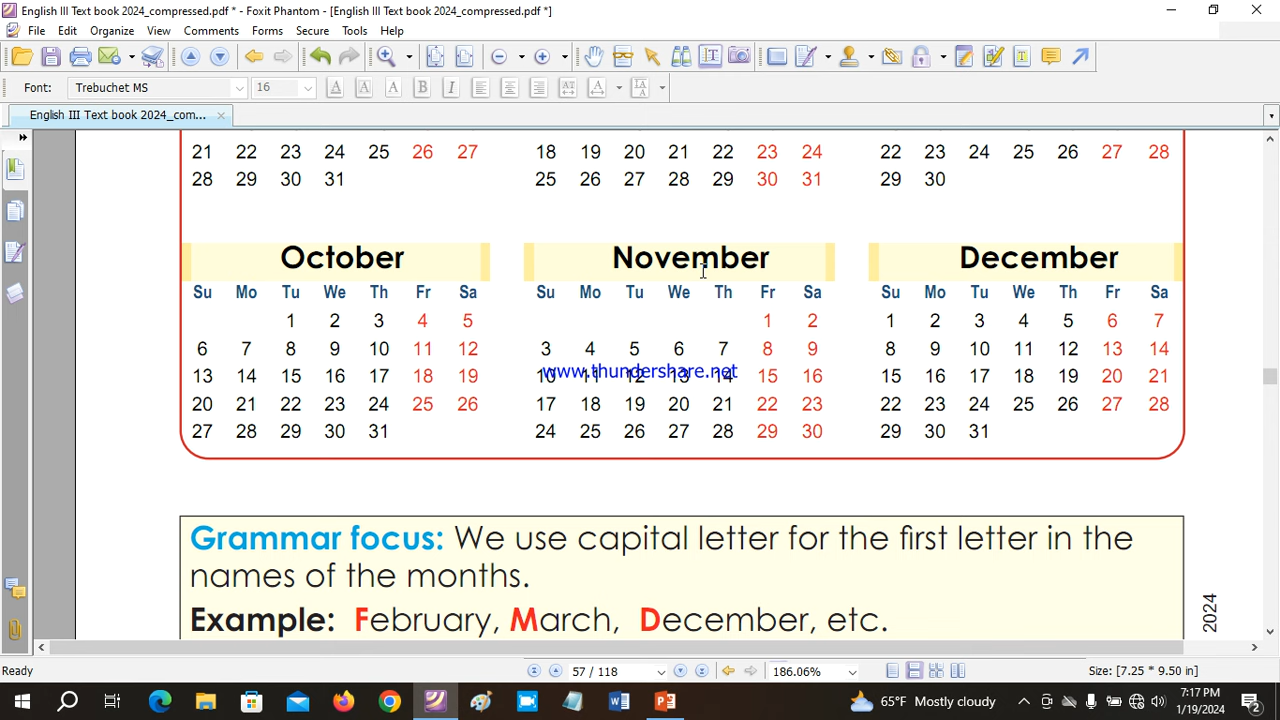 English III Text book 2024_compressed.pdf * - Foxit Phantom - [English III Text book 2024_compressed.pdf *]
File Edit Organize View Comments Forms Secure Tools Help
Font: Trebuchet MS 16
English III Text book 2024_com...
21 22 23 24 25 26 27 18 19 20 21 22 23 24 22 23 24 25 26 27 28
28 29 30 31 25 26 27 28 29 30 31 29 30
October November December
Su Mo Tu We Th Fr Sa Su Mo Tu We Th Fr Sa Su Mo Tu We Th Fr Sa
1 2 3 4 5 1 2 1 2 3 4 5 6 7
6 7 8 9 10 11 12 3 4 5 6 7 8 9 8 9 10 11 12 13 14
www.thundershare.net
13 14 15 16 17 18 19 10 11 12 13 14 15 16 15 16 17 18 19 20 21
20 21 22 23 24 25 26 17 18 19 20 21 22 23 22 23 24 25 26 27 28
27 28 29 30 31 24 25 26 27 28 29 30 29 30 31
Grammar focus: We use capital letter for the first letter in the
names of the months.
Example: February, March, December, etc.
2024
Ready 57 / 118 186.06% Size: [7.25 * 9.50 in]
65°F Mostly cloudy 7:17 PM
1/19/2024
2